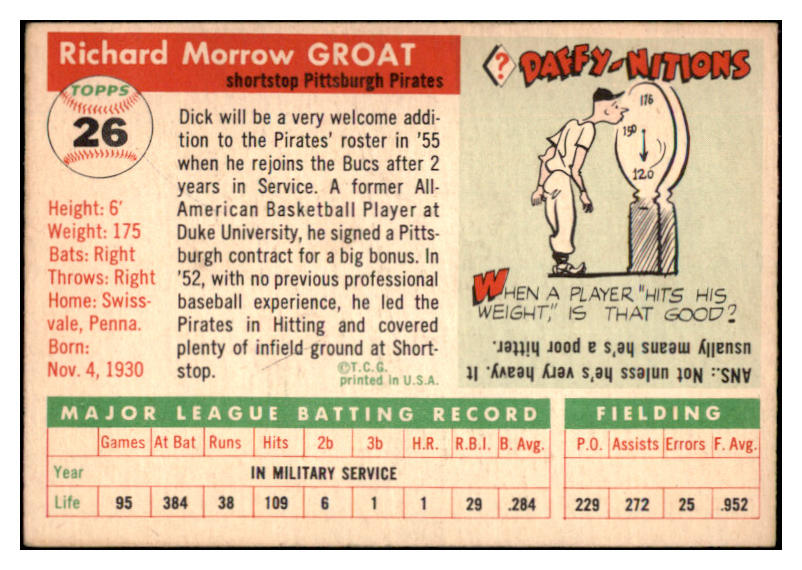 Richard Morrow GROAT
shortstop Pittsburgh Pirates
TOPPS
26
Height: 6'
Weight: 175
Bats: Right
Throws: Right
Home: Swiss-
vale, Penna.
Born:
Nov. 4, 1930
Dick will be a very welcome addi-
tion to the Pirates' roster in '55
when he rejoins the Bucs after 2
years in Service. A former All-
American Basketball Player at
Duke University, he signed a Pitts-
burgh contract for a big bonus. In
'52, with no previous professional
baseball experience, he led the
Pirates in Hitting and covered
plenty of infield ground at Short-
stop.
©T.C.G.
printed in U.S.A.
?
DAFFY-NITIONS
176
150
120
WHEN A PLAYER "HITS HIS
WEIGHT," IS THAT GOOD?
ANS.: Not unless he's very heavy. It
usually means he's a poor hitter.
MAJOR LEAGUE BATTING RECORD
FIELDING
Games At Bat Runs Hits 2b 3b H.R. R.B.I. B. Avg. P.O. Assists Errors F. Avg.
Year IN MILITARY SERVICE
Life 95 384 38 109 6 1 1 29 .284 229 272 25 .952